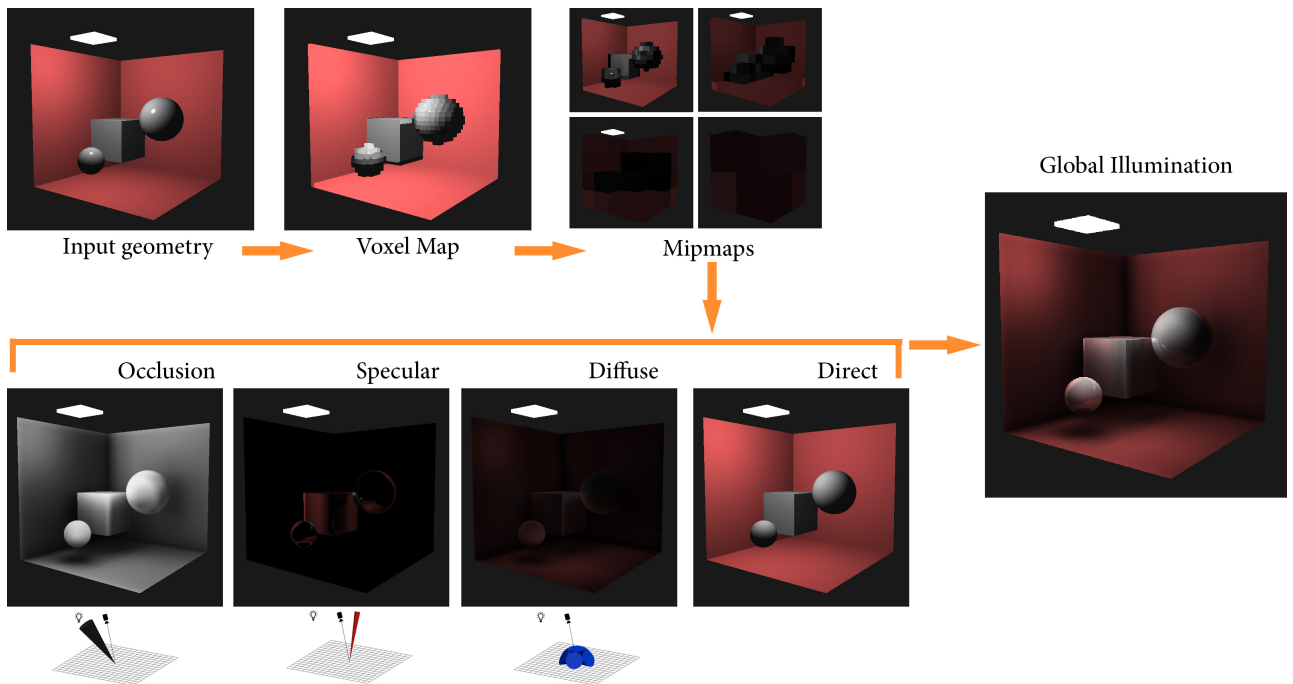 Input geometry
Voxel Map
Mipmaps
Global Illumination
Occlusion
Specular
Diffuse
Direct